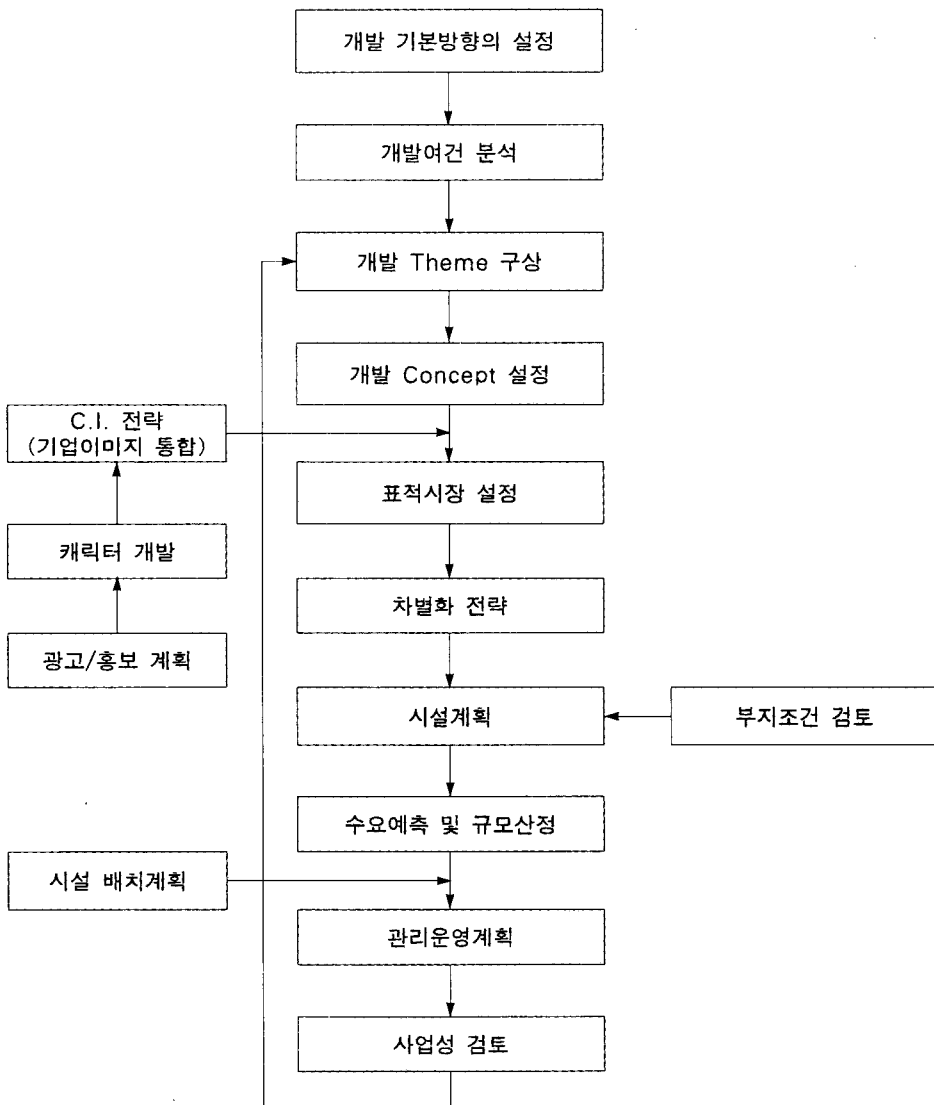 개발 기본방향의 설정
개발여건 분석
개발 Theme 구상
개발 Concept 설정
C.I. 전략
(기업이미지 통합)
표적시장 설정
캐릭터 개발
차별화 전략
광고/홍보 계획
시설계획
부지조건 검토
수요예측 및 규모산정
시설 배치계획
관리운영계획
사업성 검토